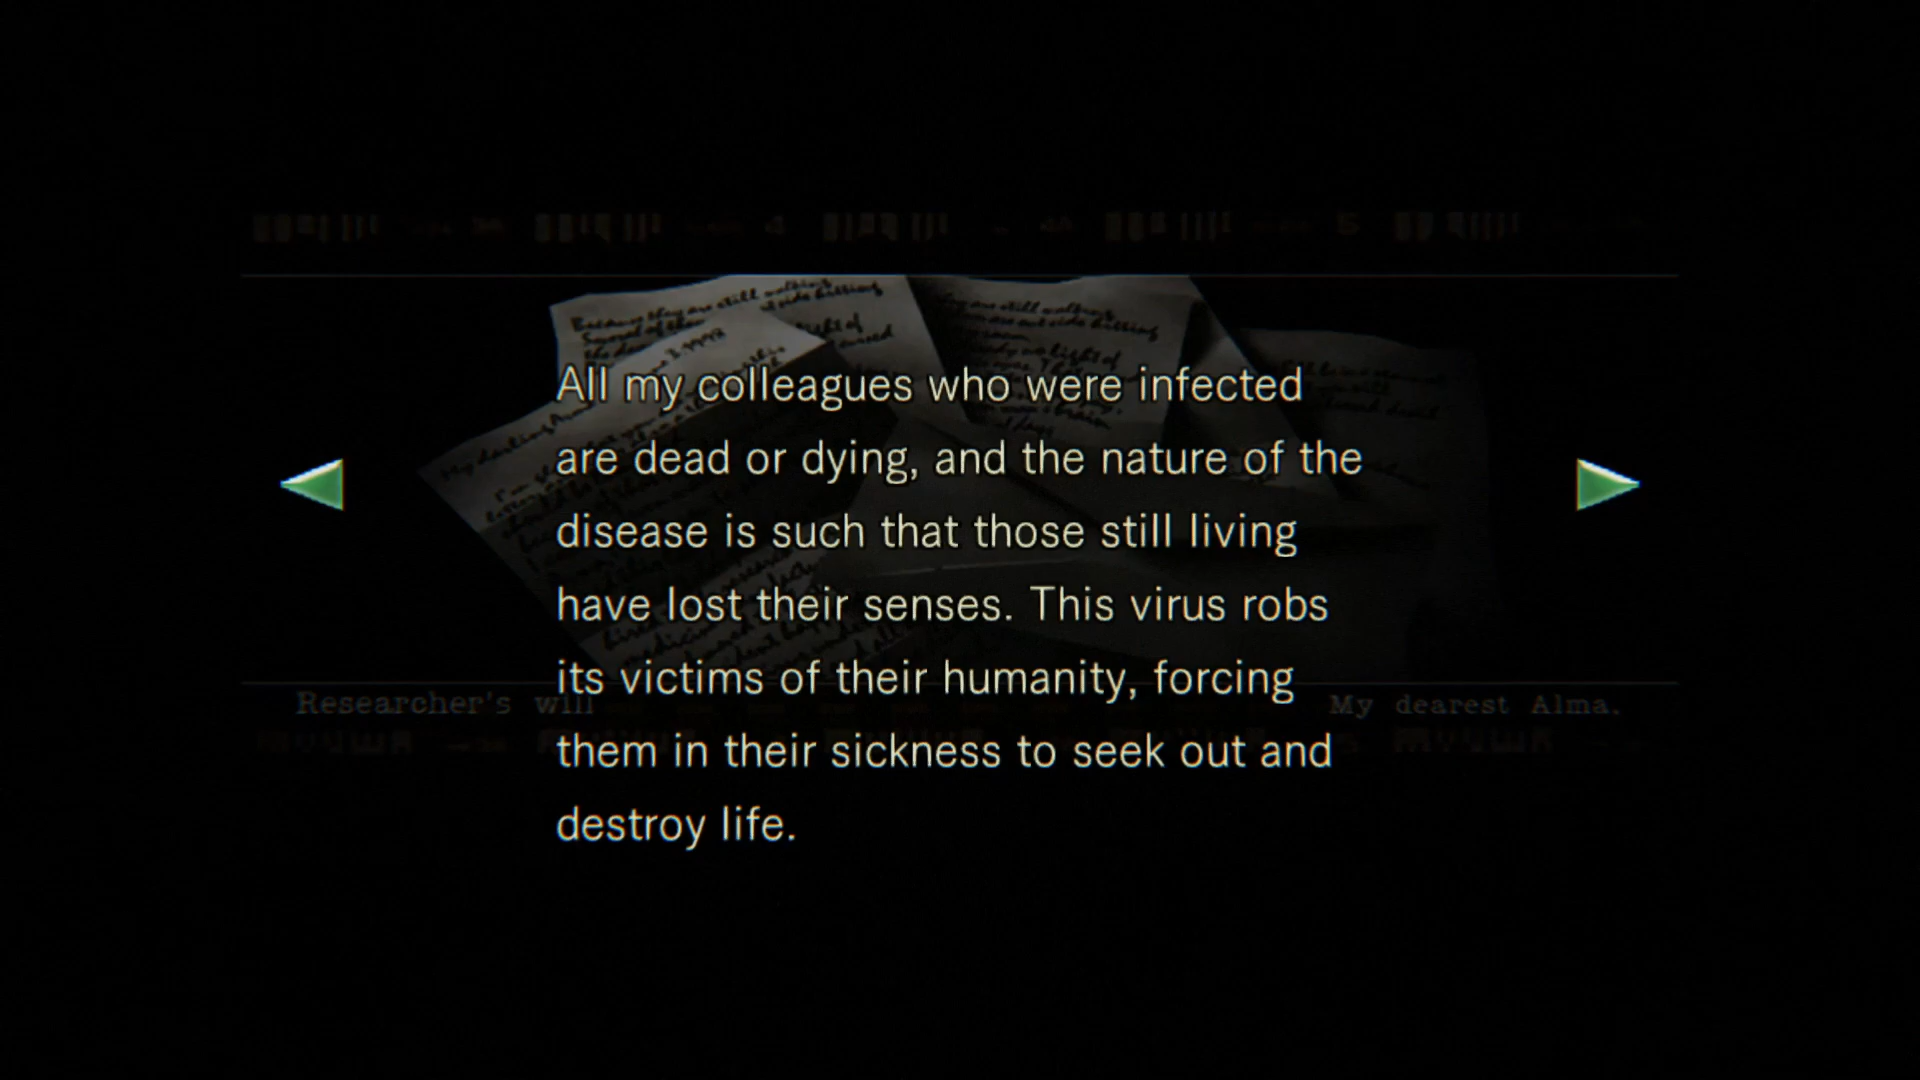 All my colleagues who were infected
are dead or dying, and the nature of the
disease is such that those still living
have lost their senses. This virus robs
its victims of their humanity, forcing
them in their sickness to seek out and
destroy life.
Researcher's will
My dearest Alma.